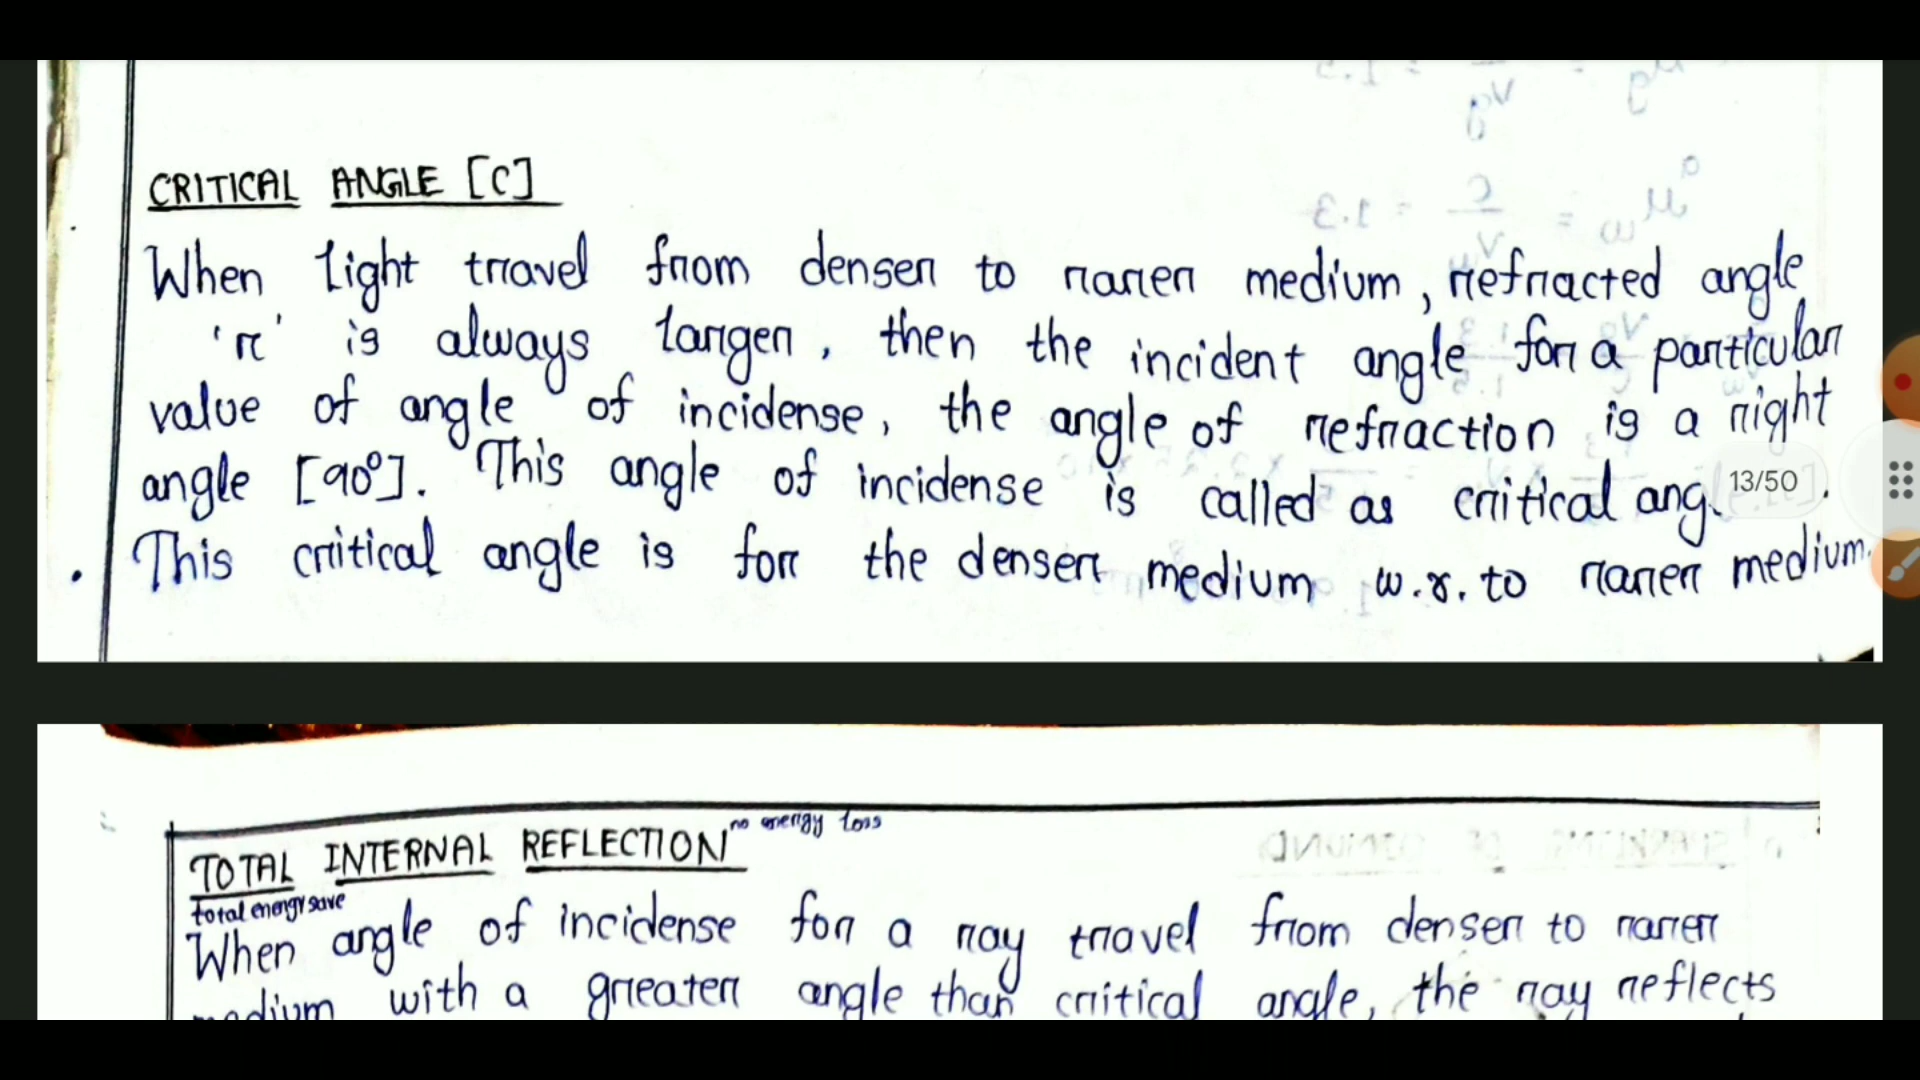 CRITICAL ANGLE [C]
When light travel from denser to rarer medium, refracted angle
'r' is always larger, then the incident angle for a particular
value of angle of incidense, the angle of refraction is a right
angle [90°]. This angle of incidense is called as critical ang
13/50
This critical angle is for the denser medium w.r. to rarer medium.
TOTAL INTERNAL REFLECTION no energy loss
total energy save
When angle of incidense for a ray travel from denser to rarer
medium with a greater angle than critical angle, the ray reflects